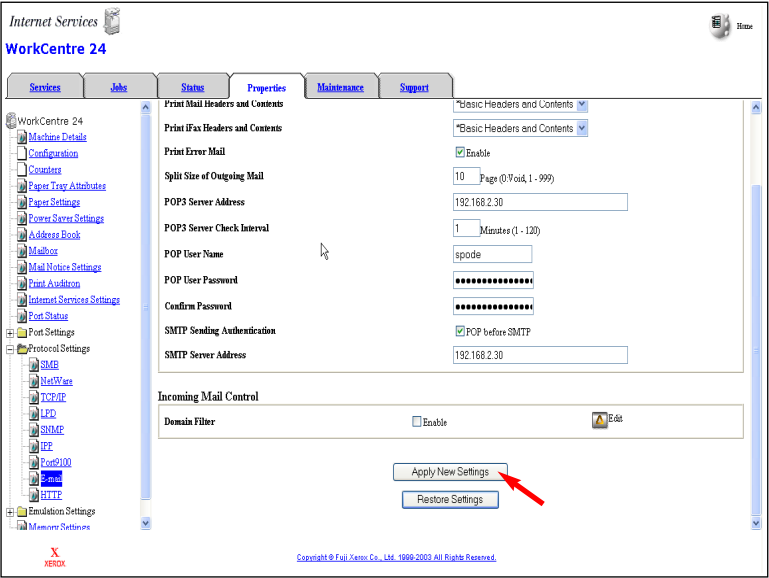 Internet Services
Home
WorkCentre 24
Services
Jobs
Status
Properties
Maintenance
Support
WorkCentre 24
Machine Details
Configuration
Counters
Paper Tray Attributes
Paper Settings
Power Saver Settings
Address Book
Mailbox
Mail Notice Settings
Print Auditron
Internet Services Settings
Port Status
Port Settings
Protocol Settings
SMB
NetWare
TCP/IP
LPD
SNMP
IPP
Port9100
E-mail
HTTP
Emulation Settings
Memory Settings
Print Mail Headers and Contents *Basic Headers and Contents
Print iFax Headers and Contents *Basic Headers and Contents
Print Error Mail Enable
Split Size of Outgoing Mail 10 Page (0:Void, 1 - 999)
POP3 Server Address 192.168.2.30
POP3 Server Check Interval 1 Minutes (1 - 120)
POP User Name spode
POP User Password
Confirm Password
SMTP Sending Authentication POP before SMTP
SMTP Server Address 192.168.2.30
Incoming Mail Control
Domain Filter Enable Edit
Apply New Settings
Restore Settings
X
XEROX
Copyright © Fuji Xerox Co., Ltd. 1999-2003 All Rights Reserved.